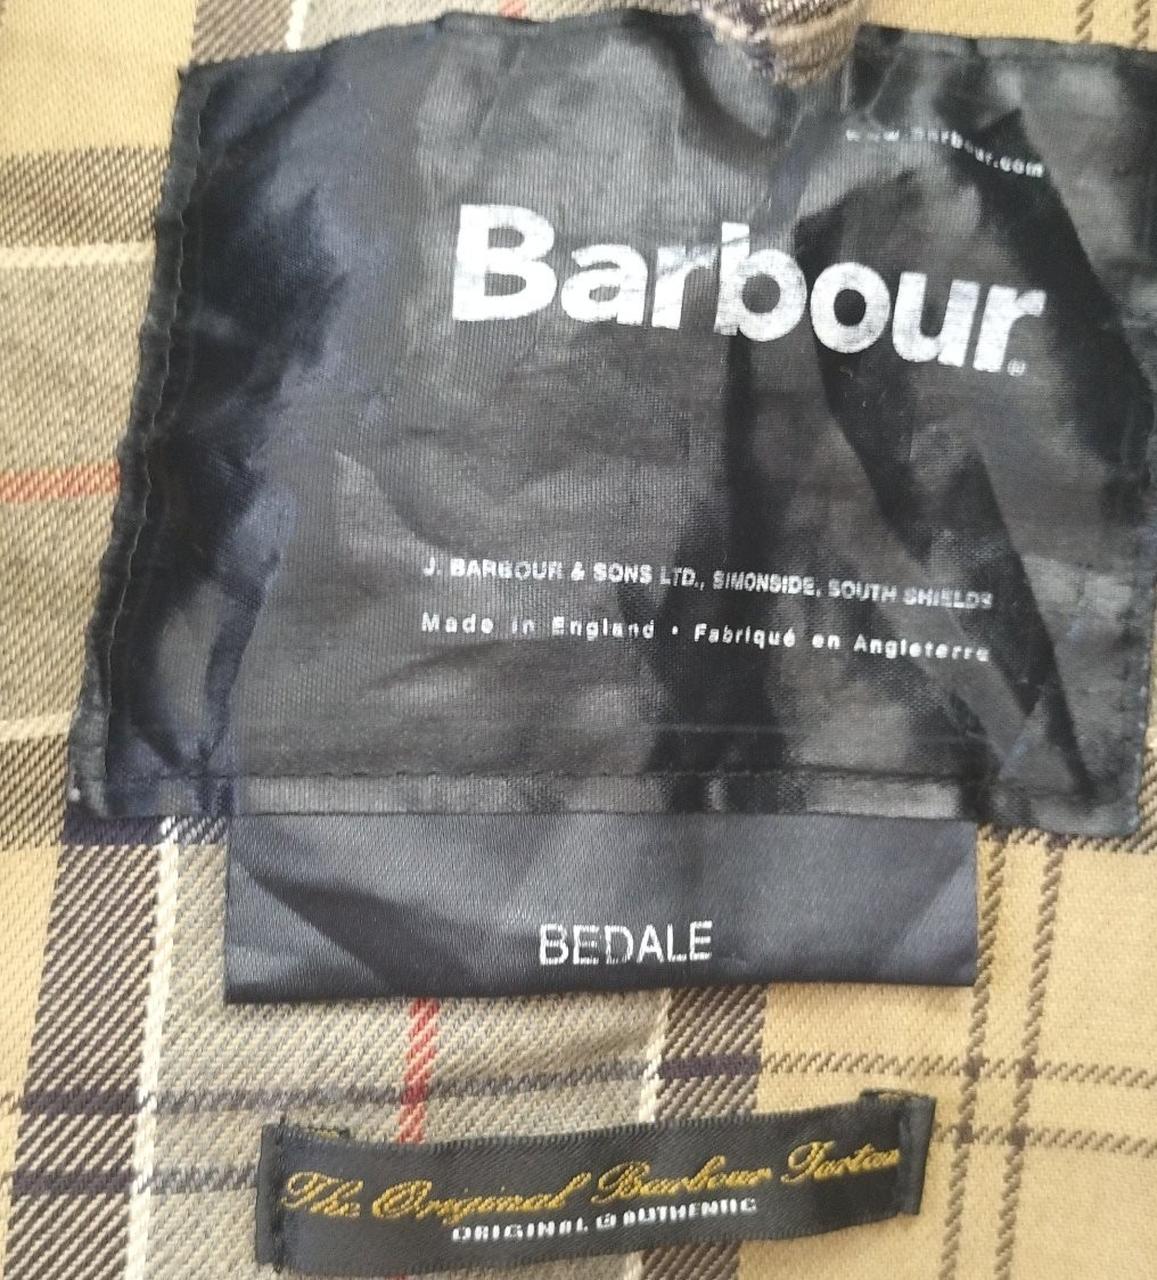 www.barbour.com
Barbour®
J. BARBOUR & SONS LTD., SIMONSIDE, SOUTH SHIELDS
Made in England • Fabriqué en Angleterre
BEDALE
The Original Barbour Tartan
ORIGINAL & AUTHENTIC